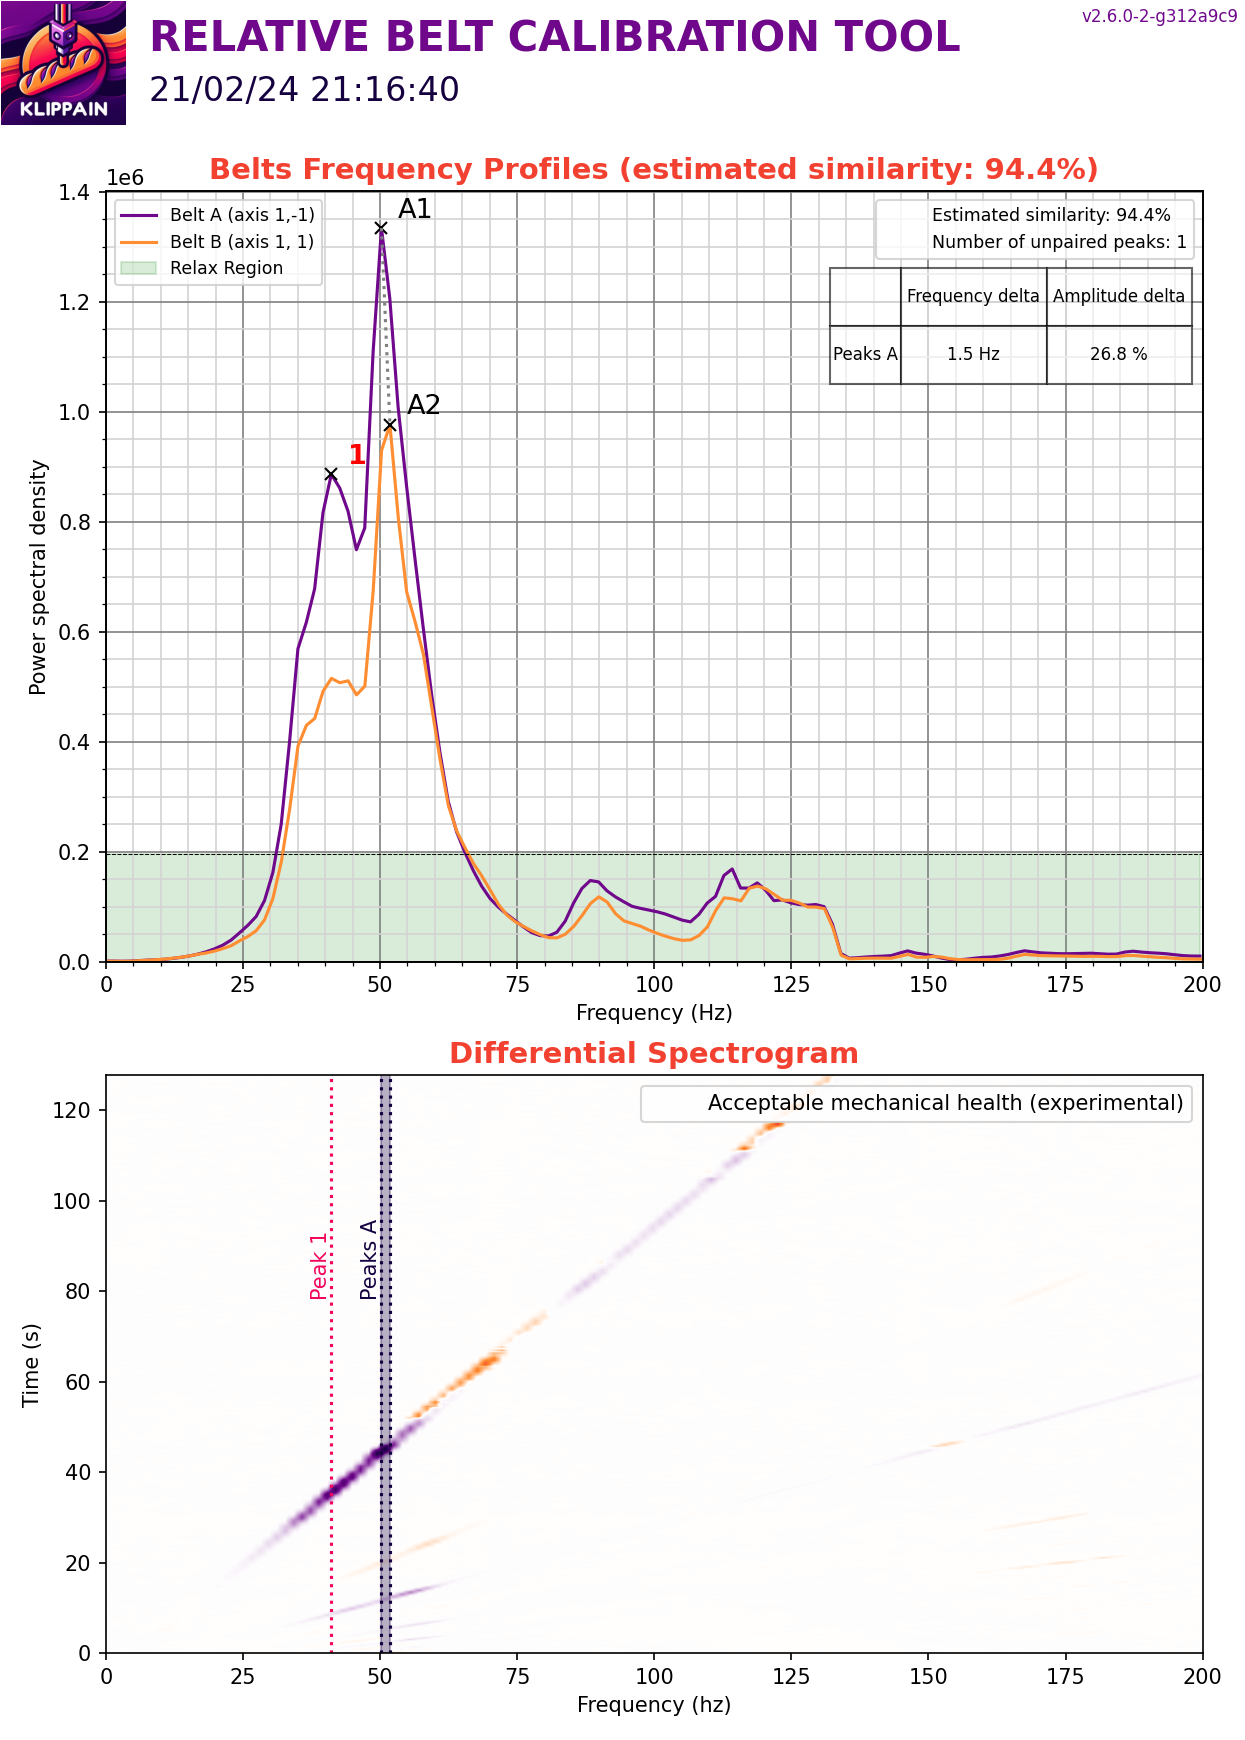 KLIPPAIN
RELATIVE BELT CALIBRATION TOOL
v2.6.0-2-g312a9c9
21/02/24 21:16:40
Belts Frequency Profiles (estimated similarity: 94.4%)
1e6
Belt A (axis 1,-1)
Belt B (axis 1, 1)
Relax Region
A1
Estimated similarity: 94.4%
Number of unpaired peaks: 1
Frequency delta Amplitude delta
Peaks A 1.5 Hz 26.8 %
A2
1
1.4
1.2
1.0
0.8
0.6
0.4
0.2
0.0
Power spectral density
0 25 50 75 100 125 150 175 200
Frequency (Hz)
Differential Spectrogram
Acceptable mechanical health (experimental)
Peak 1
Peaks A
120
100
80
60
40
20
0
Time (s)
0 25 50 75 100 125 150 175 200
Frequency (hz)